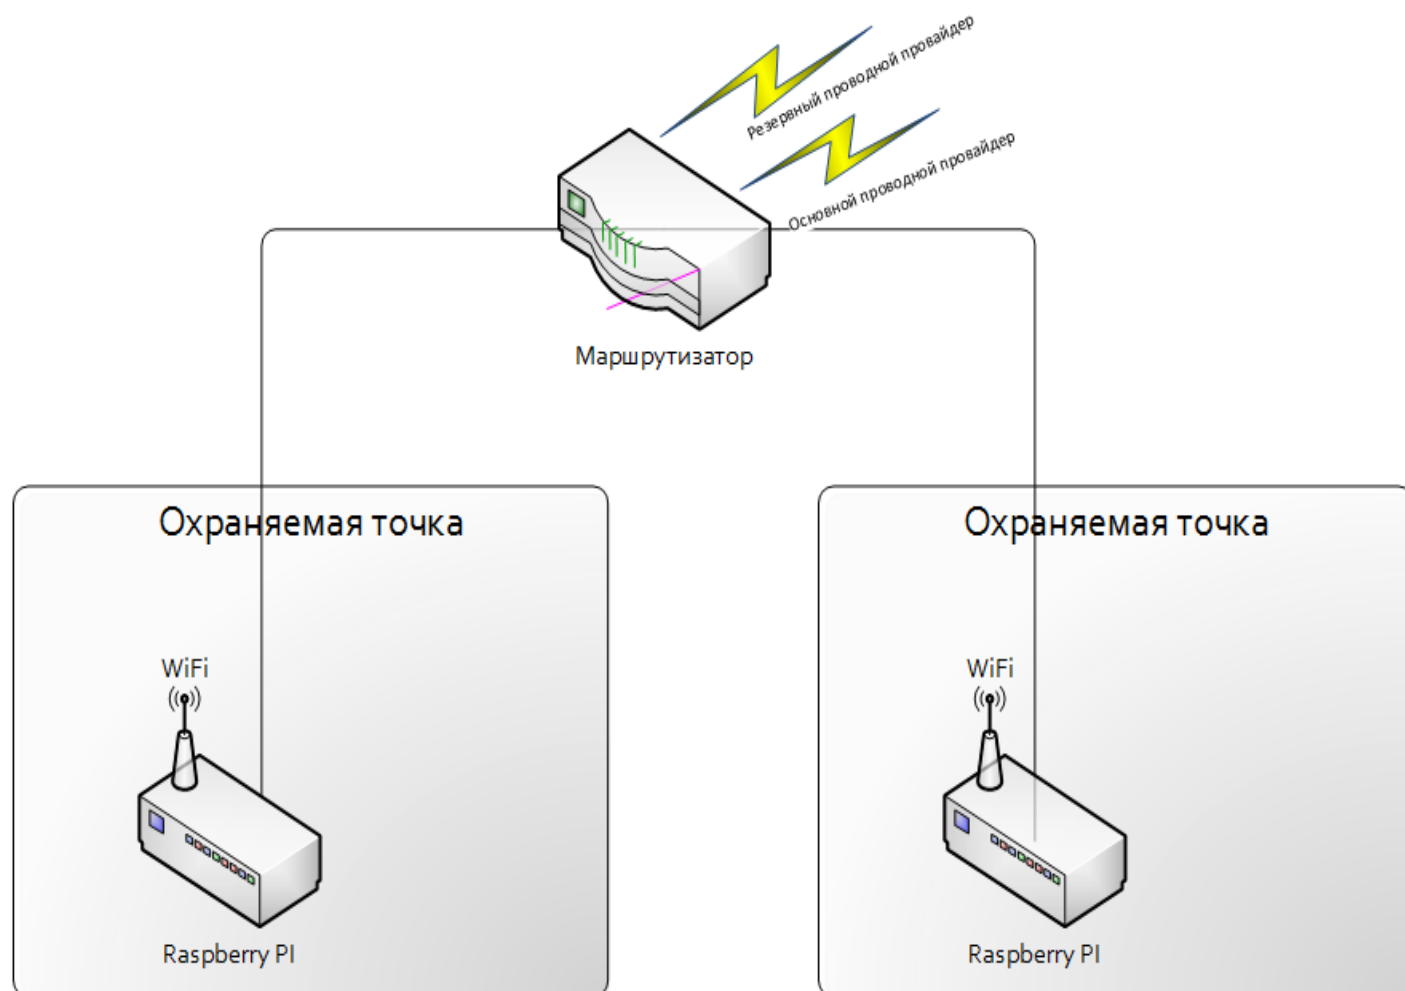 Резервный проводной провайдер
Основной проводной провайдер
Маршрутизатор
Охраняемая точка
Охраняемая точка
WiFi
WiFi
Raspberry PI
Raspberry PI